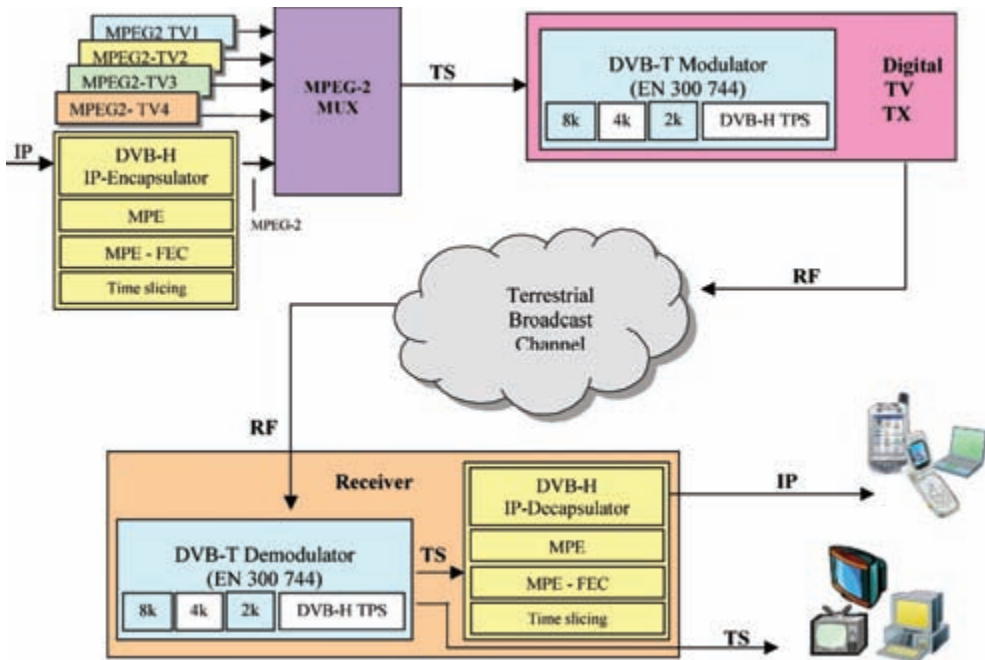 MPEG2 TV1
MPEG2-TV2
MPEG2-TV3
MPEG2- TV4
IP
DVB-H
IP-Encapsulator
MPE
MPE - FEC
Time slicing
MPEG-2
MPEG-2
MUX
TS
DVB-T Modulator
(EN 300 744)
8k
4k
2k
DVB-H TPS
Digital
TV
TX
RF
Terrestrial
Broadcast
Channel
RF
Receiver
DVB-T Demodulator
(EN 300 744)
8k
4k
2k
DVB-H TPS
TS
DVB-H
IP-Decapsulator
MPE
MPE - FEC
Time slicing
IP
TS